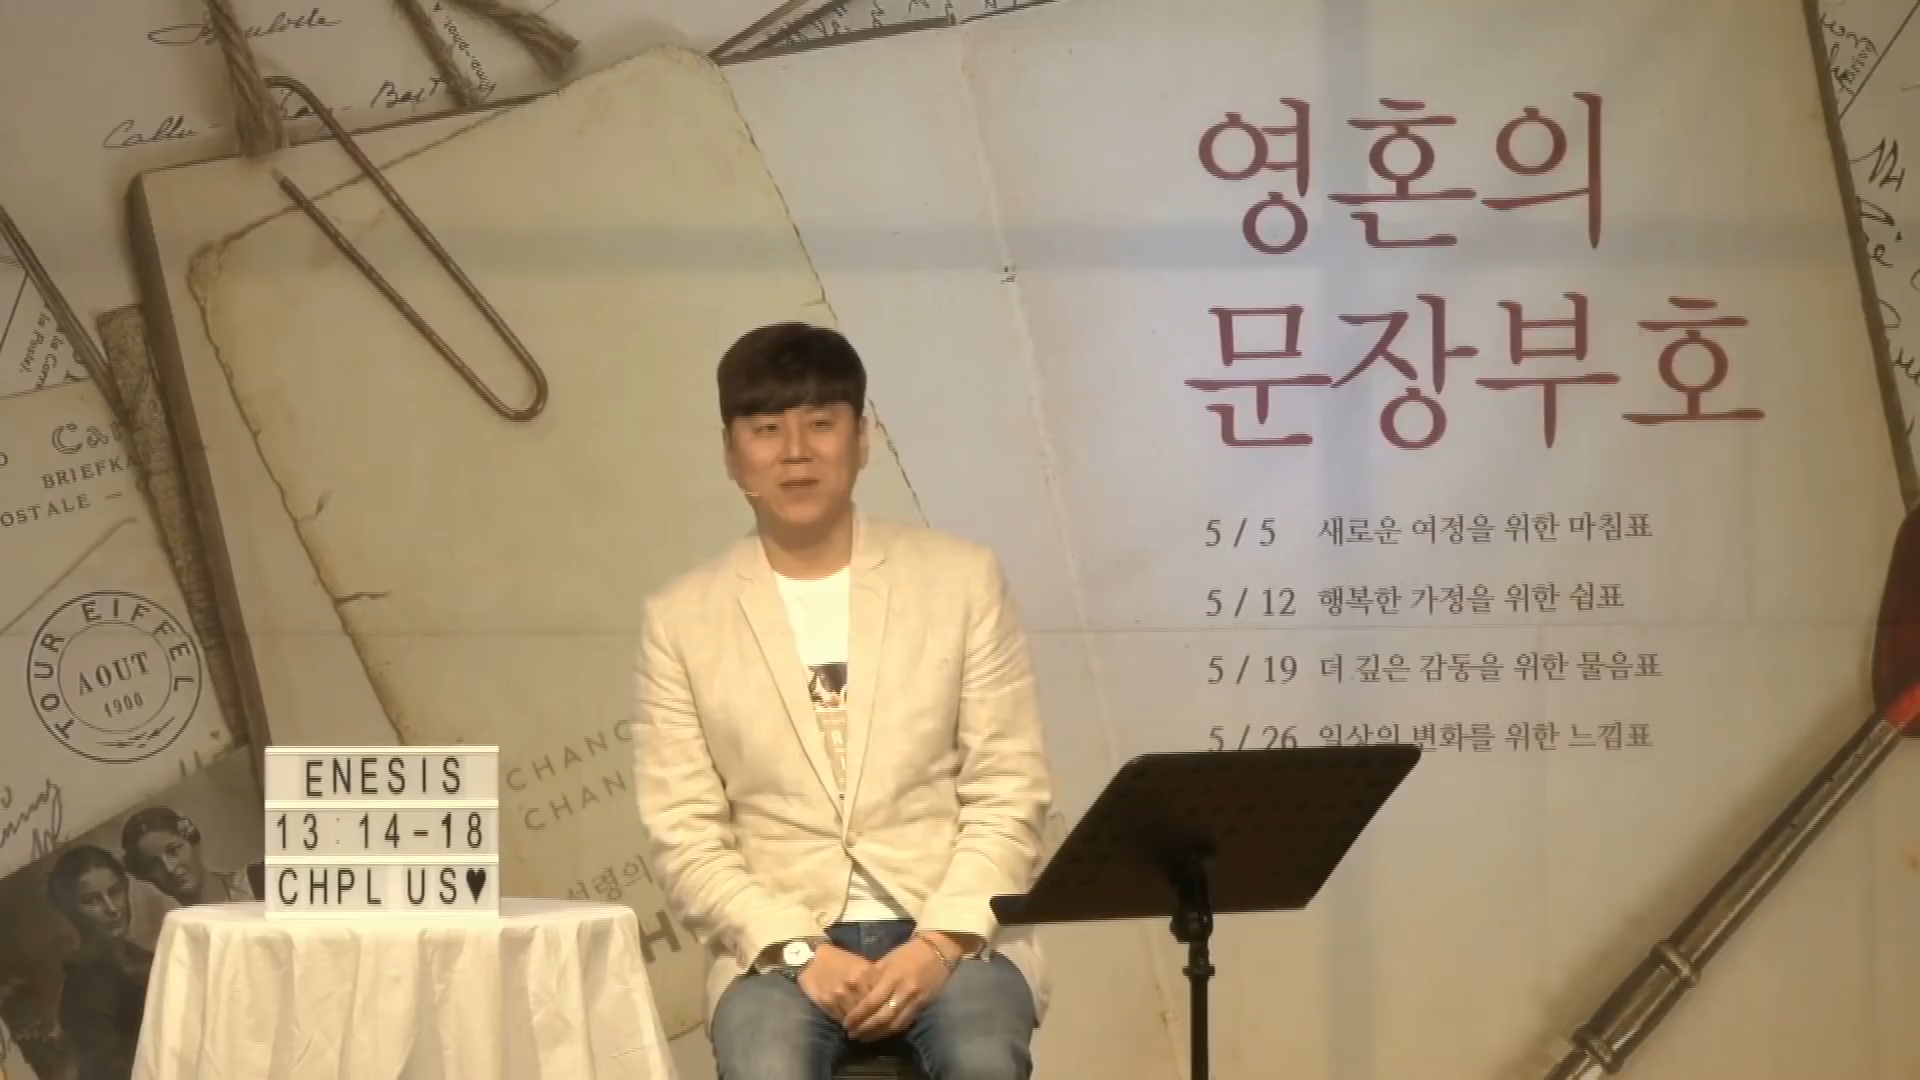 영혼의
문장부호
5 / 5 새로운 여정을 위한 마침표
5 / 12 행복한 가정을 위한 쉼표
5 / 19 더 깊은 감동을 위한 물음표
5 / 26 일상의 변화를 위한 느낌표
BRIEFKA
OSTALE
TOUR EIFFEL
AOUT
1900
CHANG
CHAN
ENESIS
13:14-18
CHPL US♥